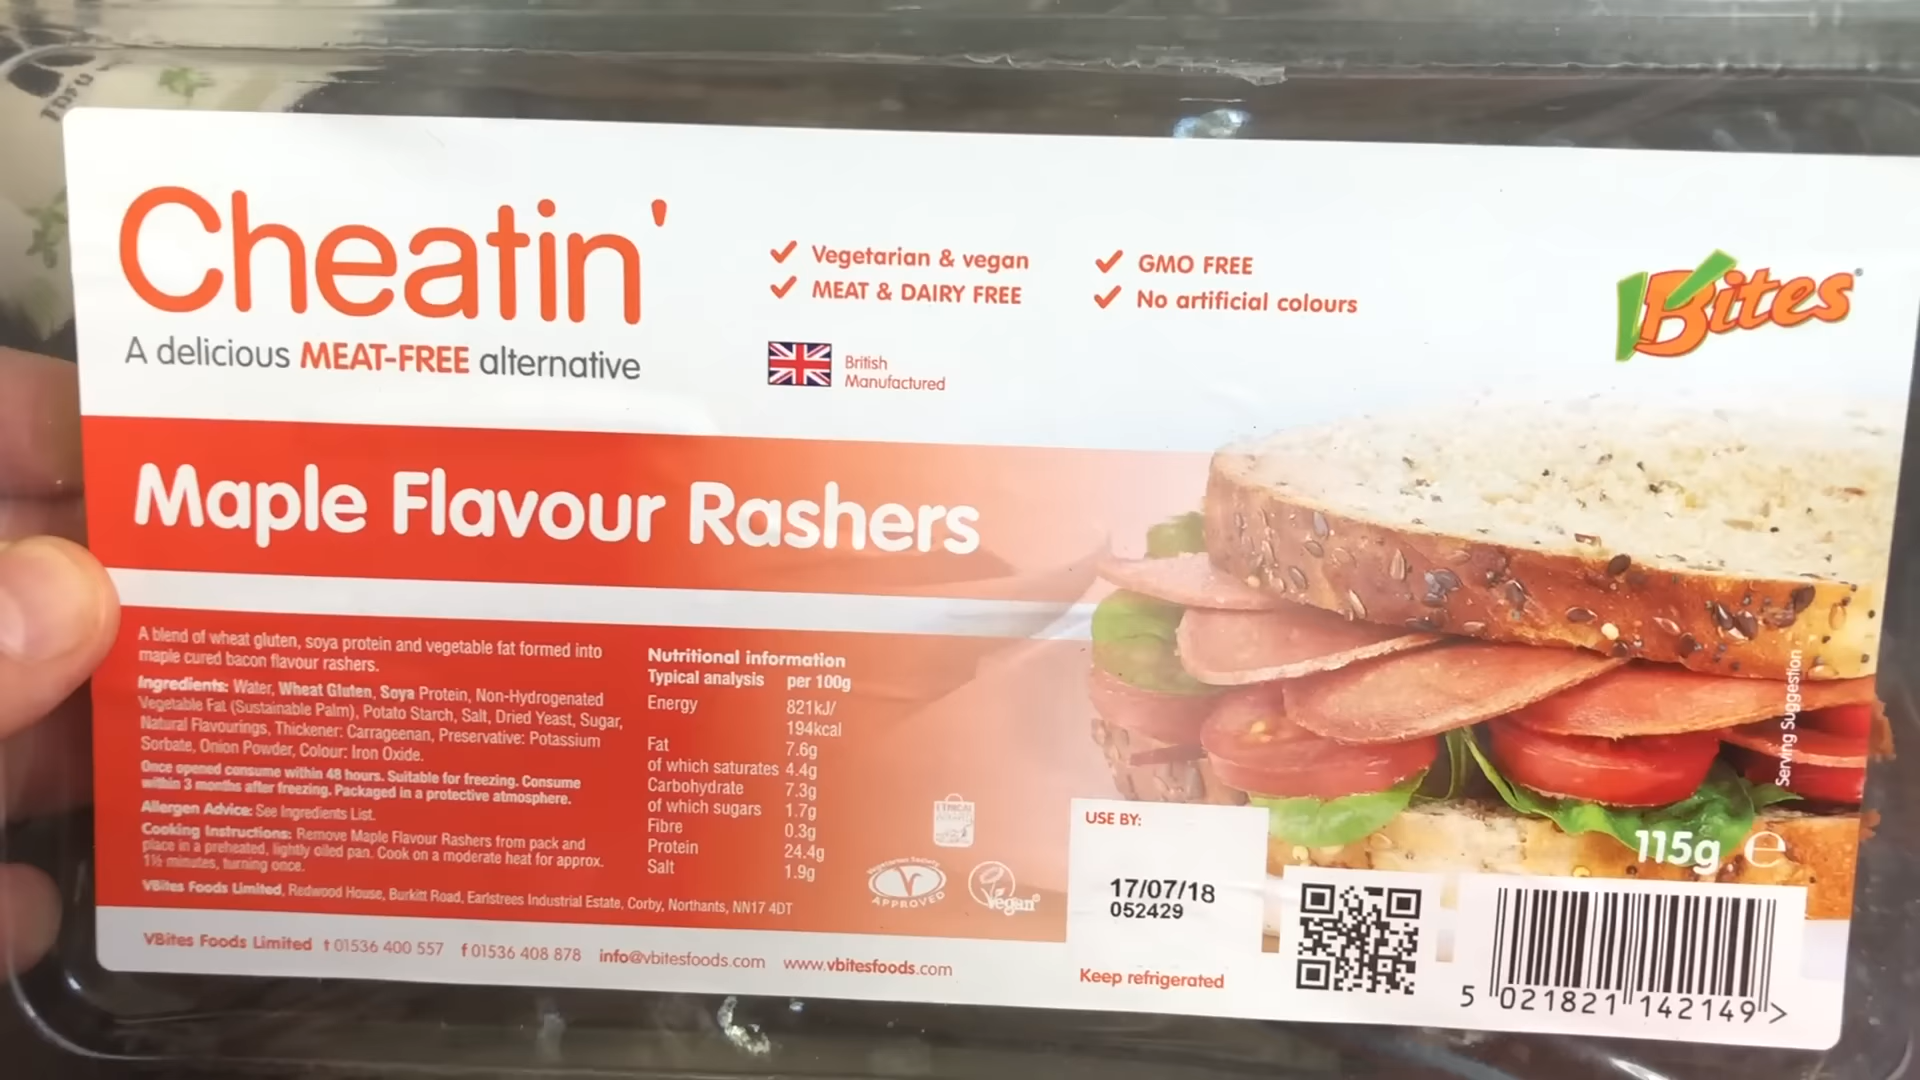 Cheatin'
A delicious MEAT-FREE alternative
✓ Vegetarian & vegan
✓ MEAT & DAIRY FREE
✓ GMO FREE
✓ No artificial colours
British
Manufactured
VBites
Maple Flavour Rashers
A blend of wheat gluten, soya protein and vegetable fat formed into
maple cured bacon flavour rashers.
Ingredients: Water, Wheat Gluten, Soya Protein, Non-Hydrogenated
Vegetable Fat (Sustainable Palm), Potato Starch, Salt, Dried Yeast, Sugar,
Natural Flavourings, Thickener: Carrageenan, Preservative: Potassium
Sorbate, Onion Powder, Colour: Iron Oxide.
Once opened consume within 48 hours. Suitable for freezing. Consume
within 3 months after freezing. Packaged in a protective atmosphere.
Allergen Advice: See Ingredients List.
Cooking Instructions: Remove Maple Flavour Rashers from pack and
place in a preheated, lightly oiled pan. Cook on a moderate heat for approx.
1½ minutes, turning once.
VBites Foods Limited, Redwood House, Burkitt Road, Earlstrees Industrial Estate, Corby, Northants, NN17 4DT
Nutritional information
Typical analysis per 100g
Energy 821kJ/
194kcal
Fat 7.6g
of which saturates 4.4g
Carbohydrate 7.3g
of which sugars 1.7g
Fibre 0.3g
Protein 24.4g
Salt 1.9g
Vegetarian Society
APPROVED
Vegan
Serving Suggestion
115g e
USE BY:
17/07/18
052429
Keep refrigerated
5 021821 142149 >
VBites Foods Limited t 01536 400 557 f 01536 408 878 info@vbitesfoods.com www.vbitesfoods.com